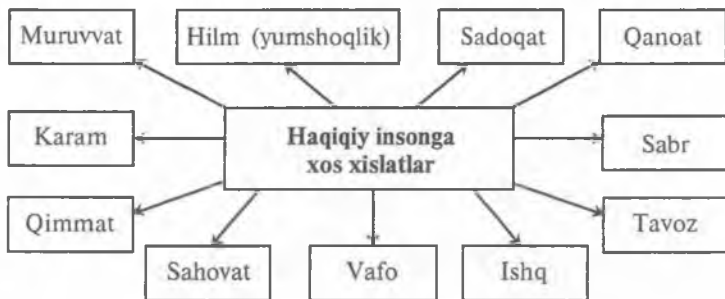 Muruvvat
Hilm (yumshoqlik)
Sadoqat
Qanoat
Karam
Haqiqiy insonga
xos xislatlar
Sabr
Qimmat
Tavoz
Sahovat
Vafo
Ishq